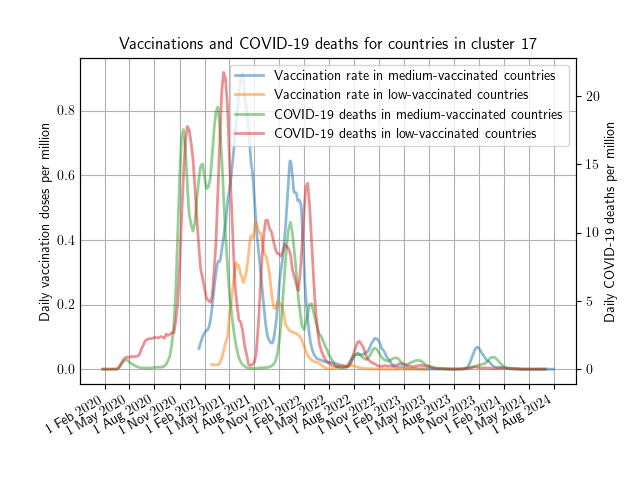 Vaccinations and COVID-19 deaths for countries in cluster 17
Vaccination rate in medium-vaccinated countries
Vaccination rate in low-vaccinated countries
COVID-19 deaths in medium-vaccinated countries
COVID-19 deaths in low-vaccinated countries
Daily vaccination doses per million
0.8
0.6
0.4
0.2
0.0
Daily COVID-19 deaths per million
20
15
10
5
0
1 Feb 2020
1 May 2020
1 Aug 2020
1 Nov 2020
1 Feb 2021
1 May 2021
1 Aug 2021
1 Nov 2021
1 Feb 2022
1 May 2022
1 Aug 2022
1 Nov 2022
1 Feb 2023
1 May 2023
1 Aug 2023
1 Nov 2023
1 Feb 2024
1 May 2024
1 Aug 2024